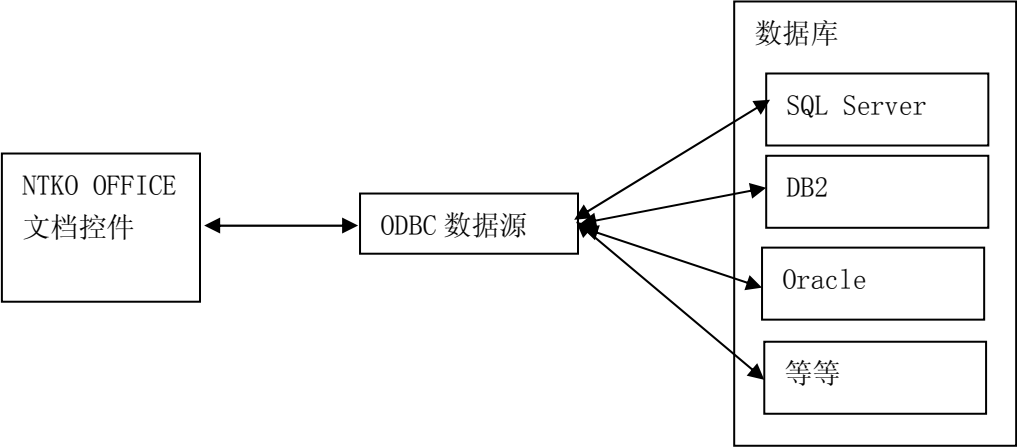 NTKO OFFICE
文档控件
ODBC 数据源
数据库
SQL Server
DB2
Oracle
等等